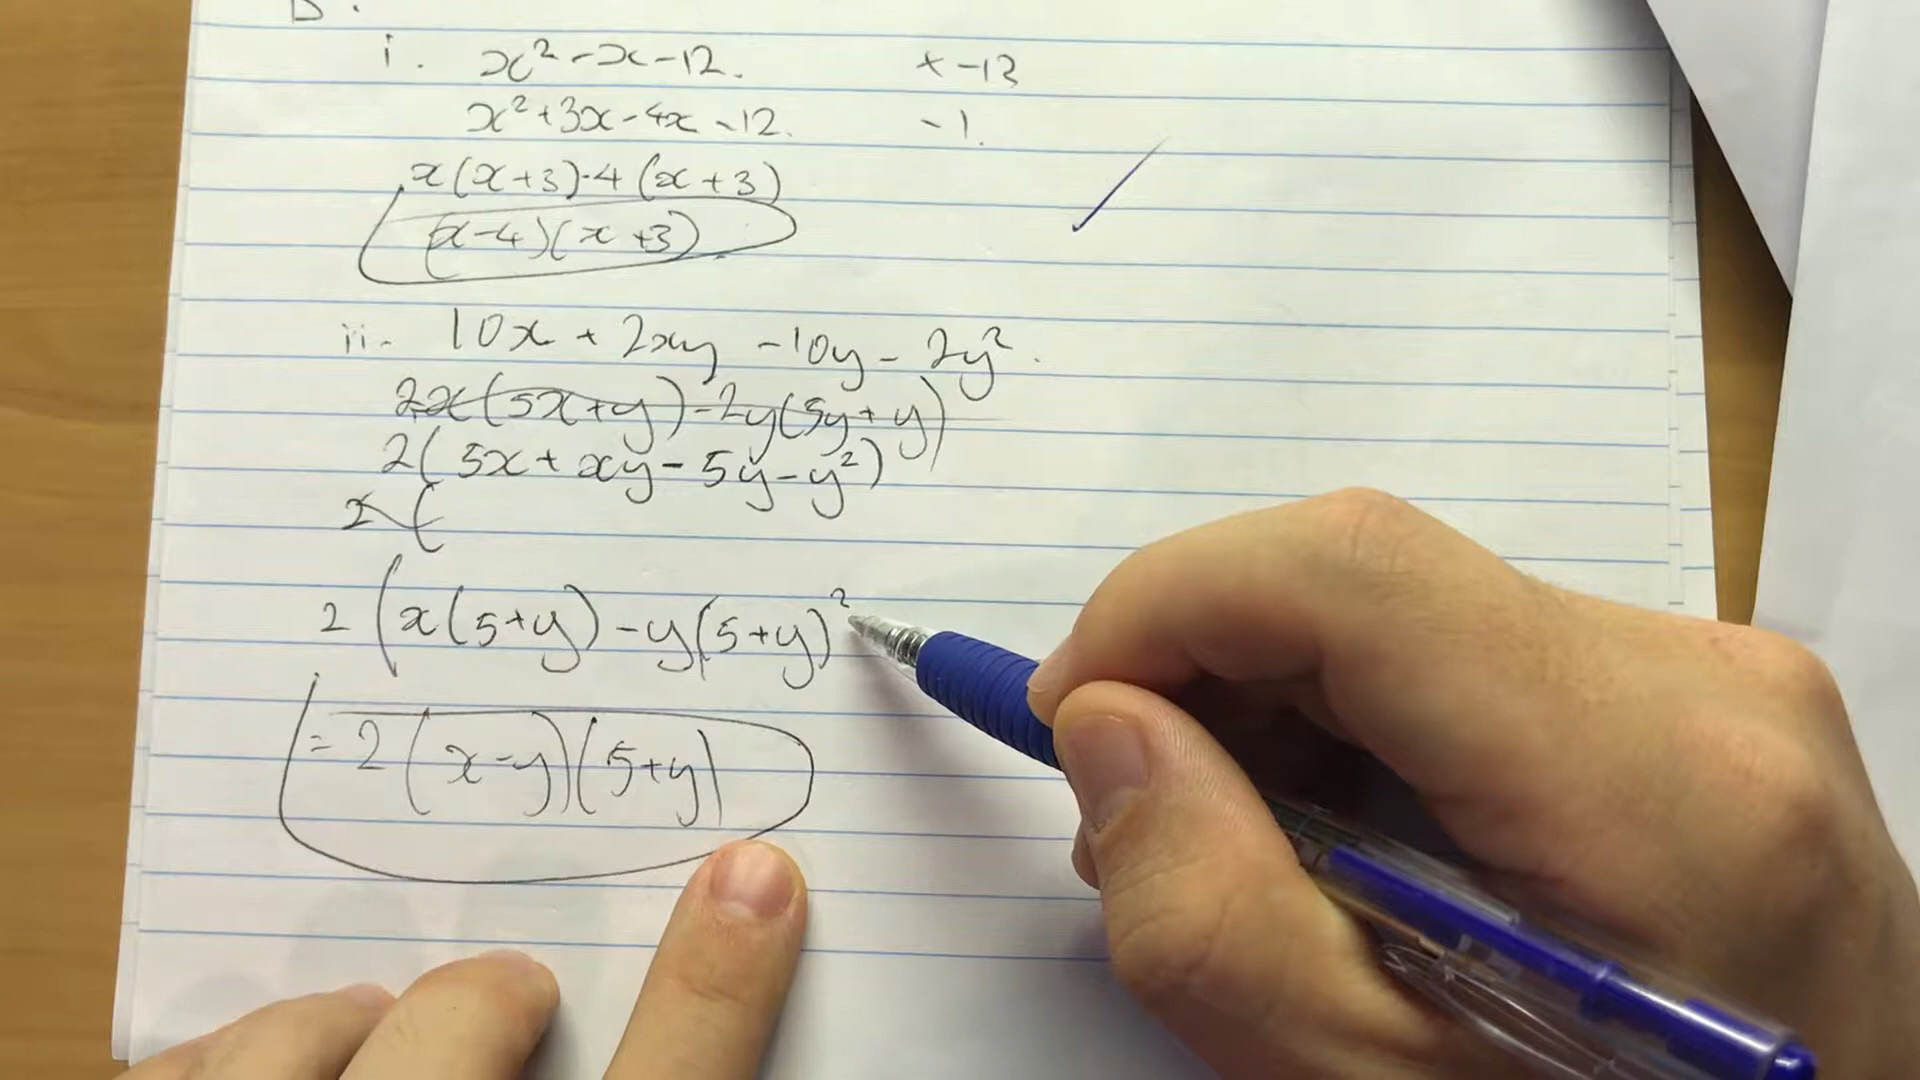 B.
i. x² - x - 12. × -12
x² + 3x - 4x - 12. -1.
x(x+3)-4(x+3)
(x-4)(x+3)
ii. 10x + 2xy - 10y - 2y².
2x(5x+y)-2y(5y+y)
2(5x+xy-5y-y²)
x(
2(x(5+y)-y(5+y)²
=2(x-y)(5+y)